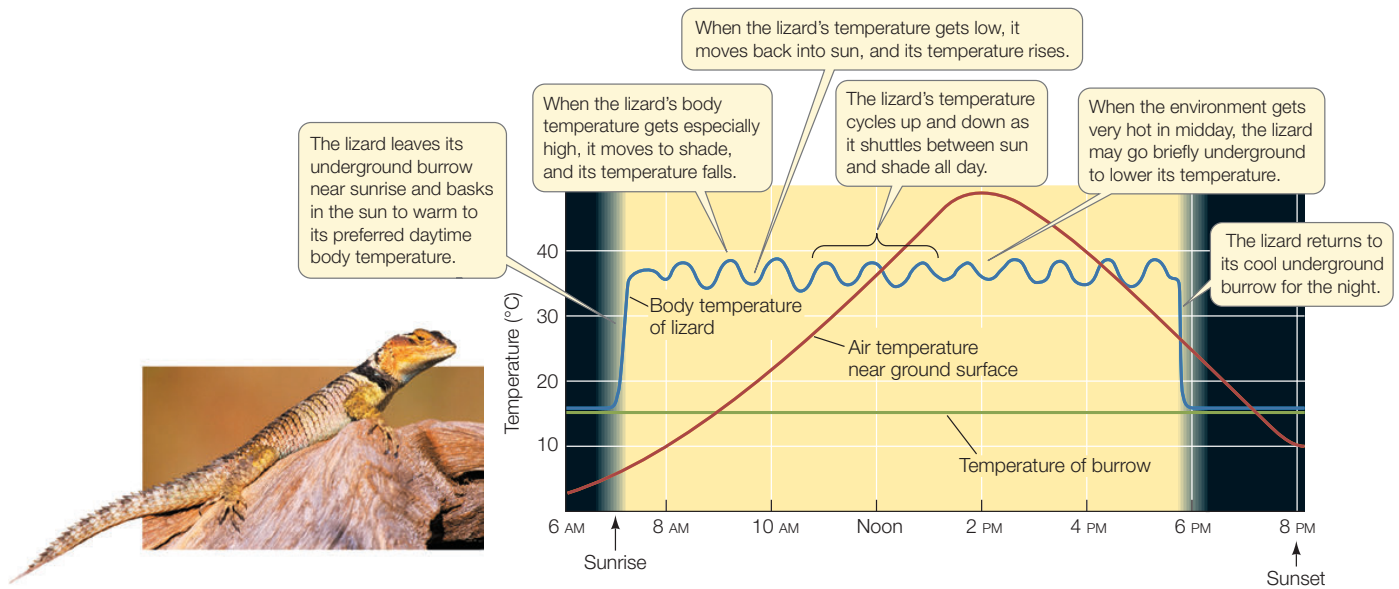 When the lizard's temperature gets low, it
moves back into sun, and its temperature rises.
When the lizard's body
temperature gets especially
high, it moves to shade,
and its temperature falls.
The lizard's temperature
cycles up and down as
it shuttles between sun
and shade all day.
When the environment gets
very hot in midday, the lizard
may go briefly underground
to lower its temperature.
The lizard leaves its
underground burrow
near sunrise and basks
in the sun to warm to
its preferred daytime
body temperature.
The lizard returns to
its cool underground
burrow for the night.
Temperature (°C)
40
30
20
10
Body temperature
of lizard
Air temperature
near ground surface
Temperature of burrow
6 AM 8 AM 10 AM Noon 2 PM 4 PM 6 PM 8 PM
Sunrise
Sunset